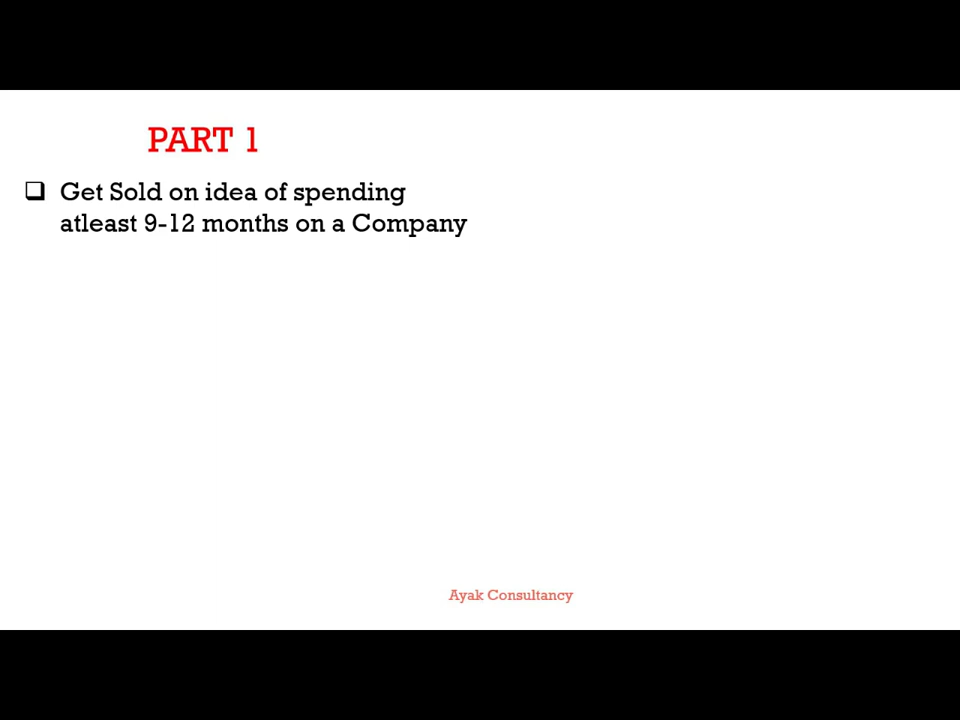 PART 1
❑ Get Sold on idea of spending
atleast 9-12 months on a Company
Ayak Consultancy